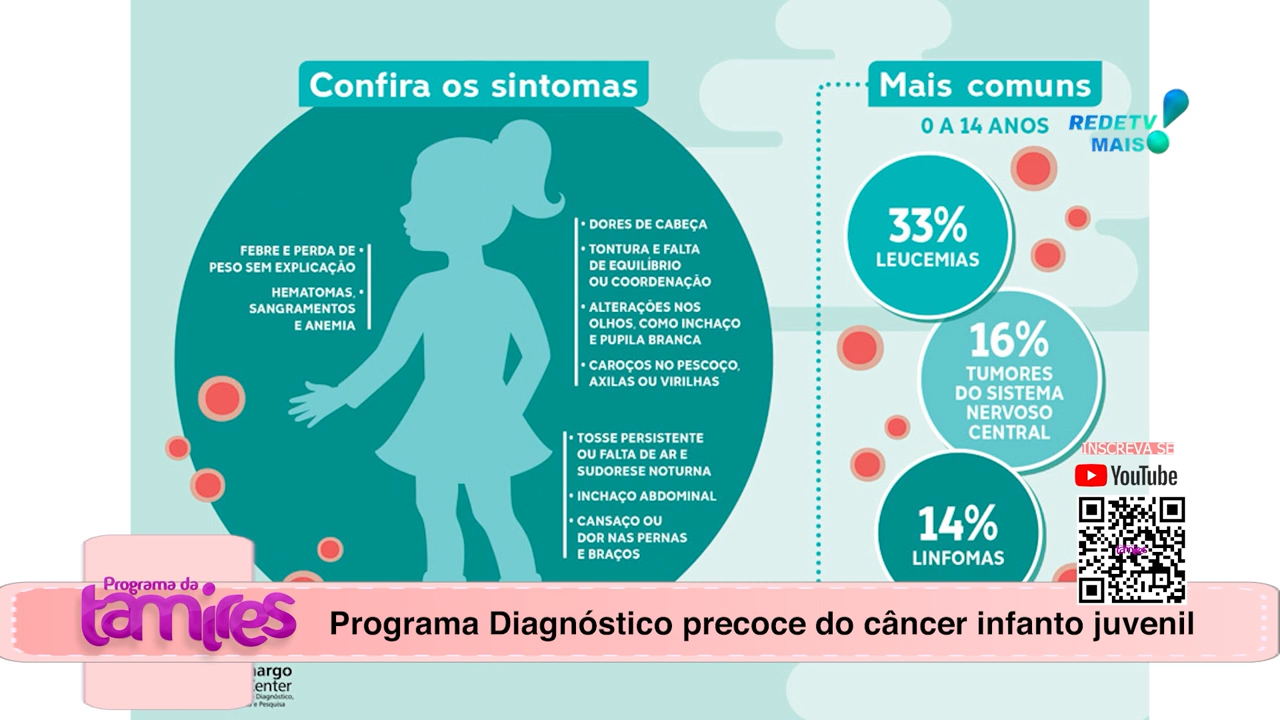 Confira os sintomas
FEBRE E PERDA DE
PESO SEM EXPLICAÇÃO
HEMATOMAS,
SANGRAMENTOS
E ANEMIA
DORES DE CABEÇA
TONTURA E FALTA
DE EQUILÍBRIO
OU COORDENAÇÃO
ALTERAÇÕES NOS
OLHOS, COMO INCHAÇO
E PUPILA BRANCA
CAROÇOS NO PESCOÇO,
AXILAS OU VIRILHAS
TOSSE PERSISTENTE
OU FALTA DE AR E
SUDORESE NOTURNA
INCHAÇO ABDOMINAL
CANSAÇO OU
DOR NAS PERNAS
E BRAÇOS
Mais comuns
0 A 14 ANOS
REDETV
MAIS
33%
LEUCEMIAS
16%
TUMORES
DO SISTEMA
NERVOSO
CENTRAL
14%
LINFOMAS
INSCREVA SE
YouTube
tamires
Programa da
tamires
Programa Diagnóstico precoce do câncer infanto juvenil
Diagnóstico,
e Pesquisa